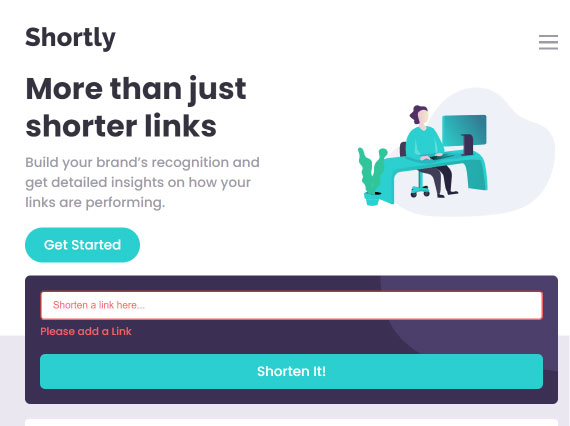 Shortly
More than just
shorter links
Build your brand’s recognition and
get detailed insights on how your
links are performing.
Get Started
Shorten a link here...
Please add a Link
Shorten It!